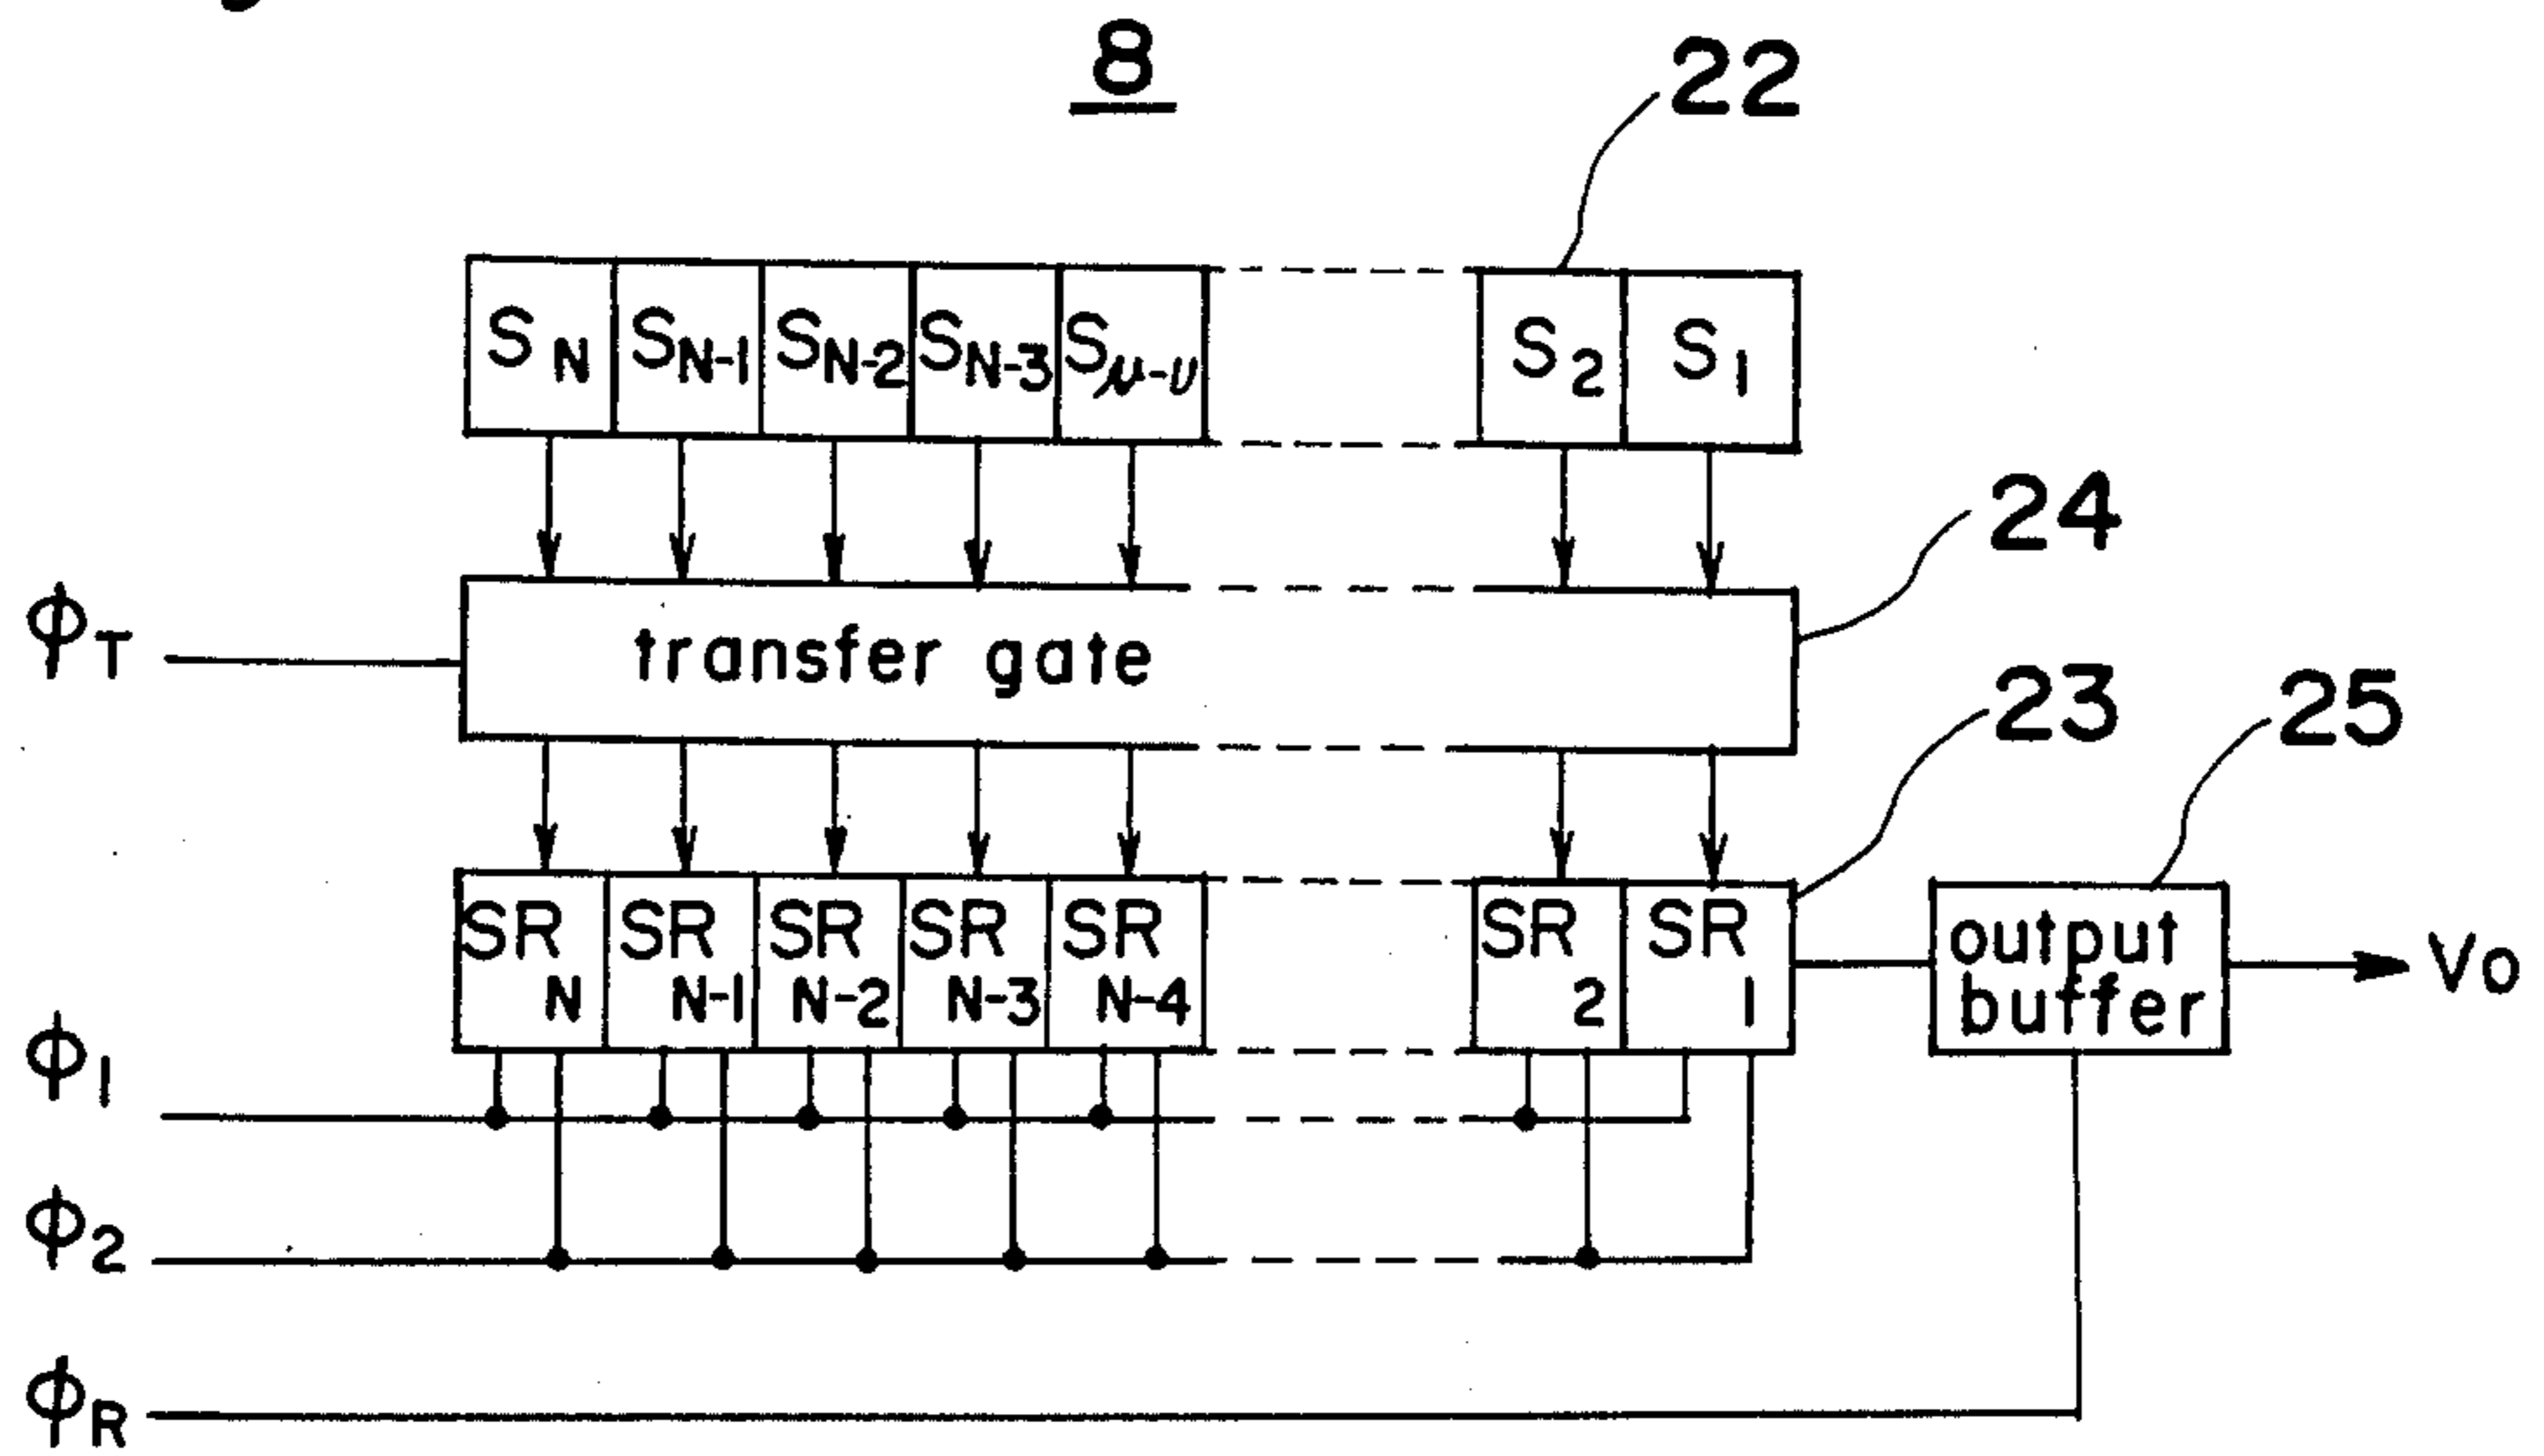 8
22
S N S N-1 S N-2 S N-3 S μ-ν S 2 S 1
24
ϕT
transfer gate
23
25
SR N SR N-1 SR N-2 SR N-3 SR N-4 SR 2 SR 1
output
buffer
Vo
ϕ1
ϕ2
ϕR